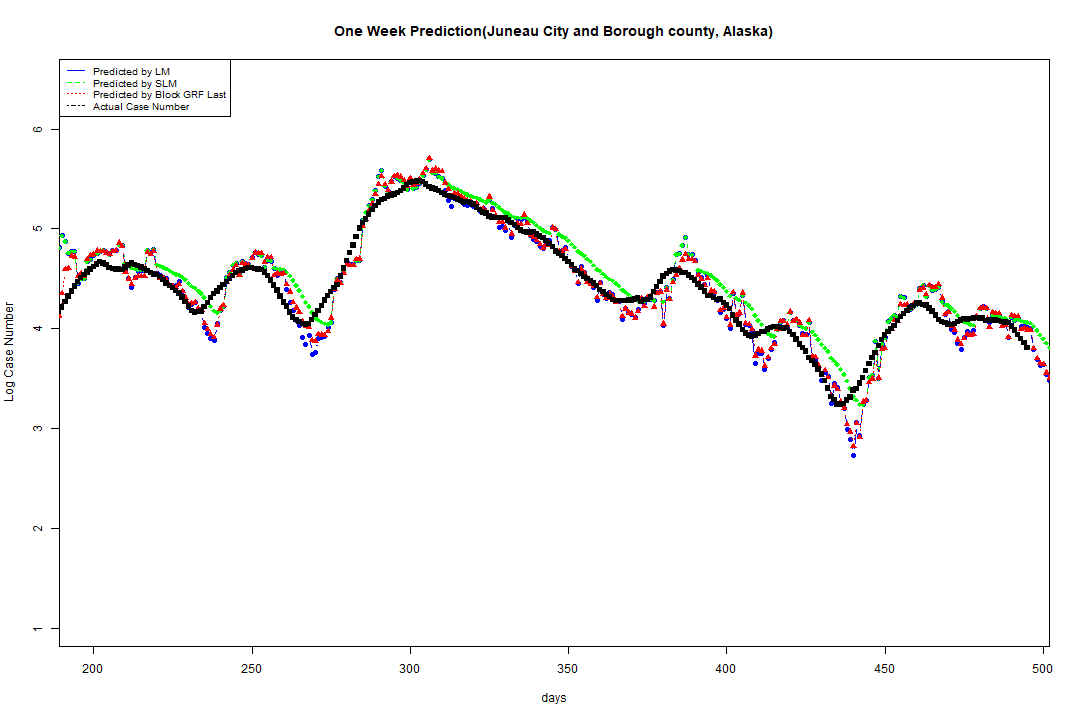 One Week Prediction(Juneau City and Borough county, Alaska)
Predicted by LM
Predicted by SLM
Predicted by Block GRF Last
Actual Case Number
6
5
4
3
2
1
Log Case Number
200 250 300 350 400 450 500
days